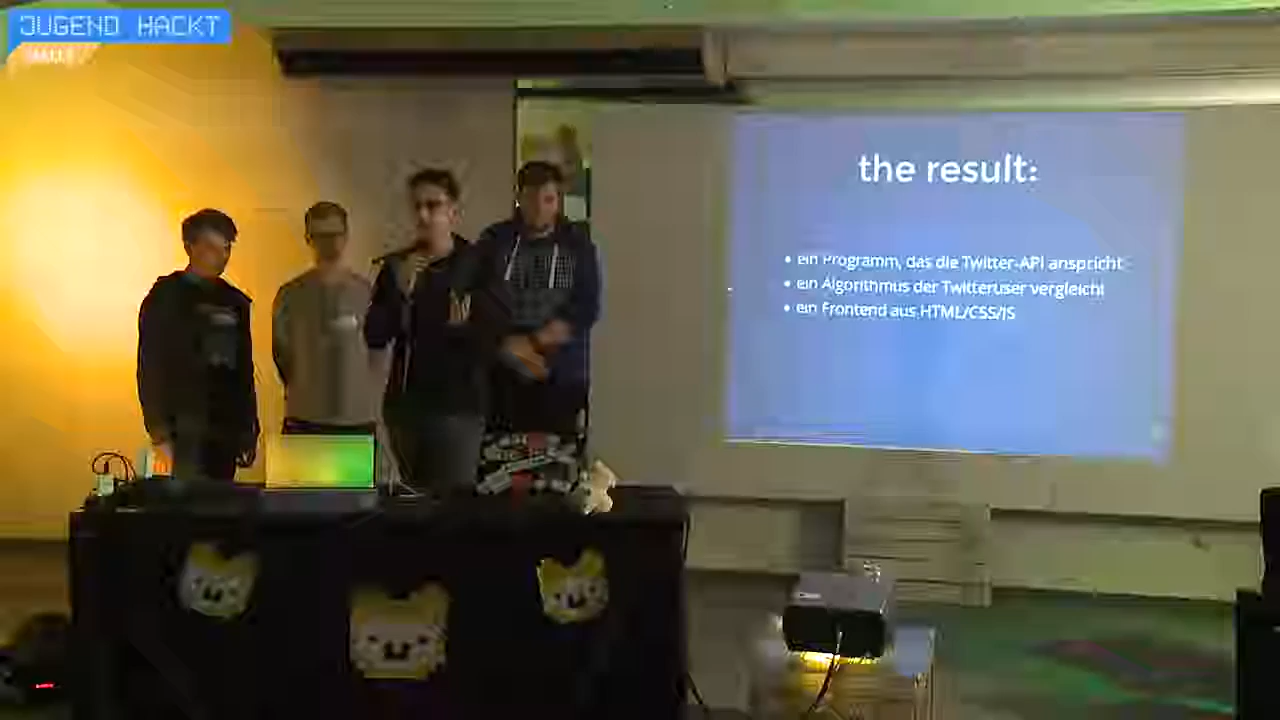 JUGEND HACKT
HALLE
the result:
• ein Programm, das die Twitter-API anspricht
• ein Algorithmus der Twitteruser vergleicht
• ein Frontend aus HTML/CSS/JS